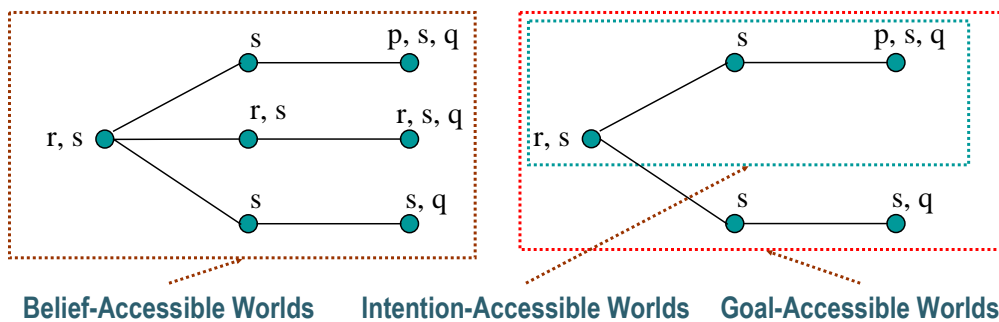 s p, s, q s p, s, q
r, s r, s r, s, q r, s
s s, q s s, q
Belief-Accessible Worlds Intention-Accessible Worlds Goal-Accessible Worlds